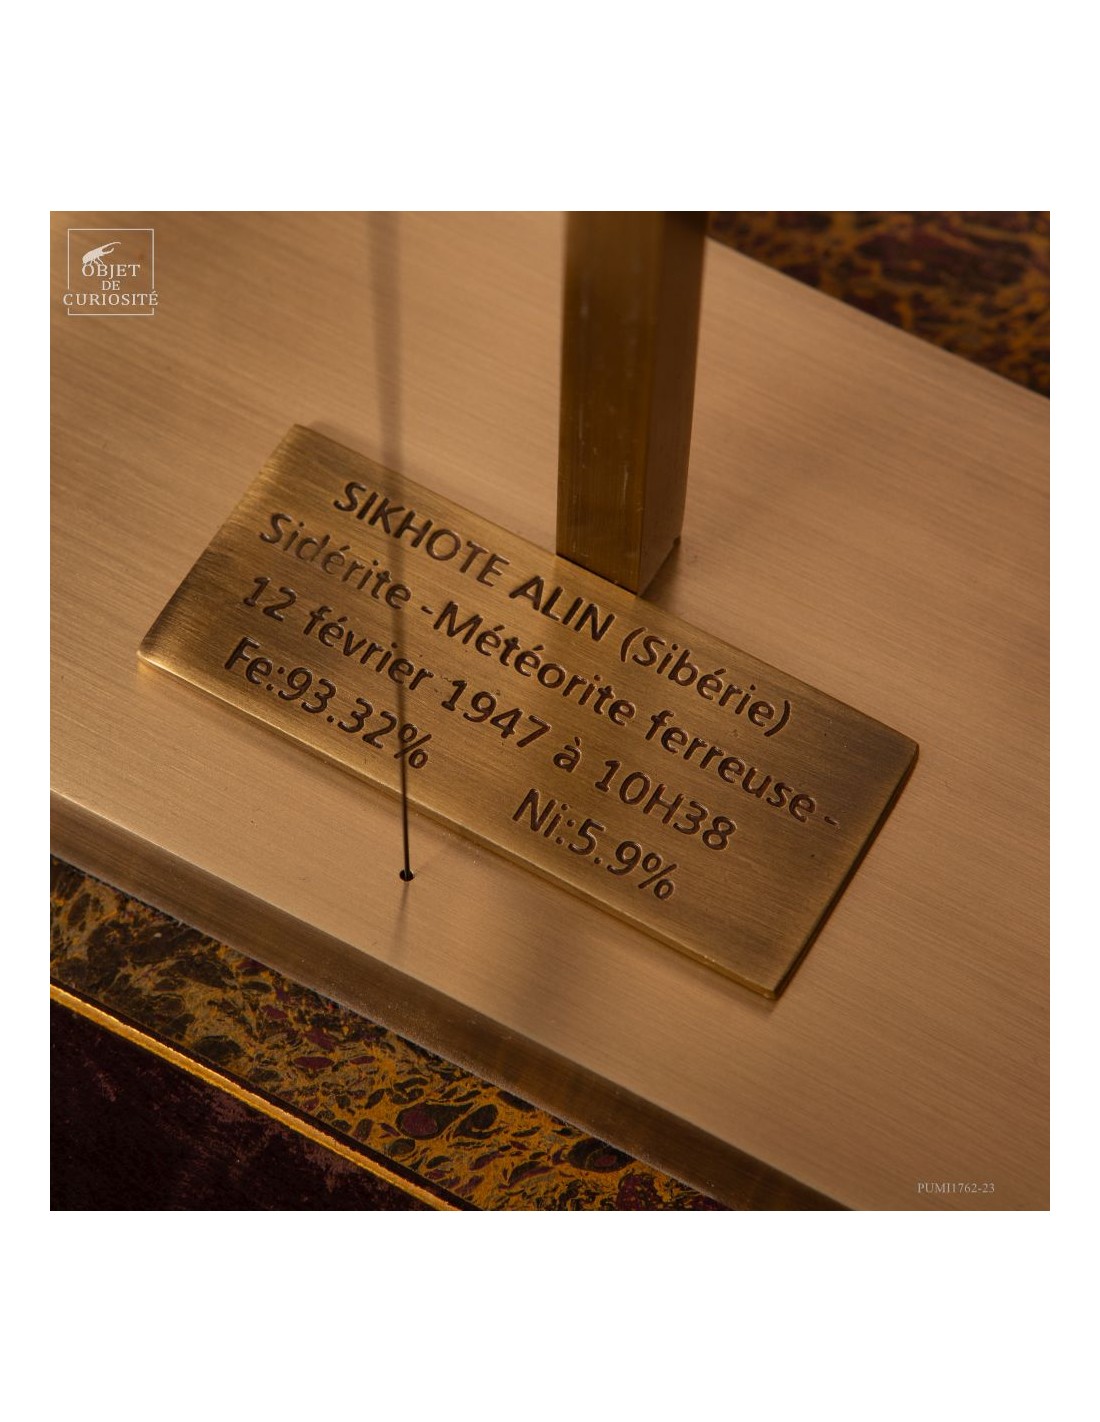 OBJET
DE
CURIOSITÉ
SIKHOTE ALIN (Sibérie)
Sidérite -Météorite ferreuse -
12 février 1947 à 10H38
Fe:93.32% Ni:5.9%
PUMI1762-23